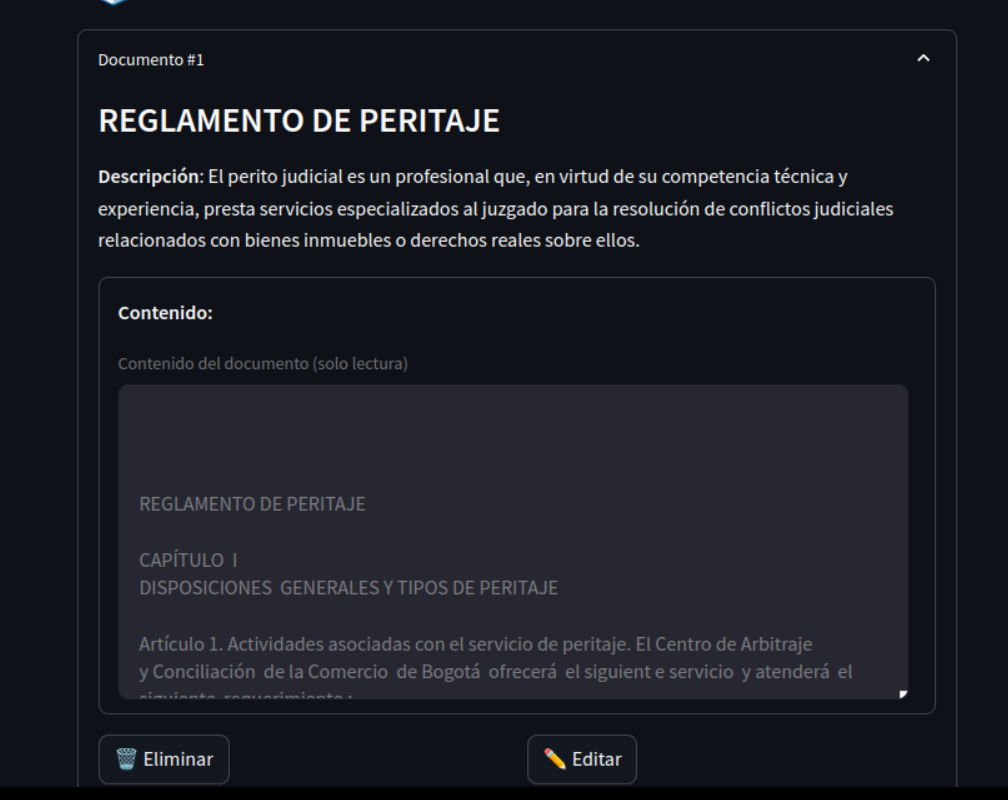 Documento #1
REGLAMENTO DE PERITAJE
Descripción: El perito judicial es un profesional que, en virtud de su competencia técnica y
experiencia, presta servicios especializados al juzgado para la resolución de conflictos judiciales
relacionados con bienes inmuebles o derechos reales sobre ellos.
Contenido:
Contenido del documento (solo lectura)
REGLAMENTO DE PERITAJE
CAPÍTULO I
DISPOSICIONES GENERALES Y TIPOS DE PERITAJE
Artículo 1. Actividades asociadas con el servicio de peritaje. El Centro de Arbitraje
y Conciliación de la Comercio de Bogotá ofrecerá el siguient e servicio y atenderá el
siguiente requerimiento :
Eliminar
Editar